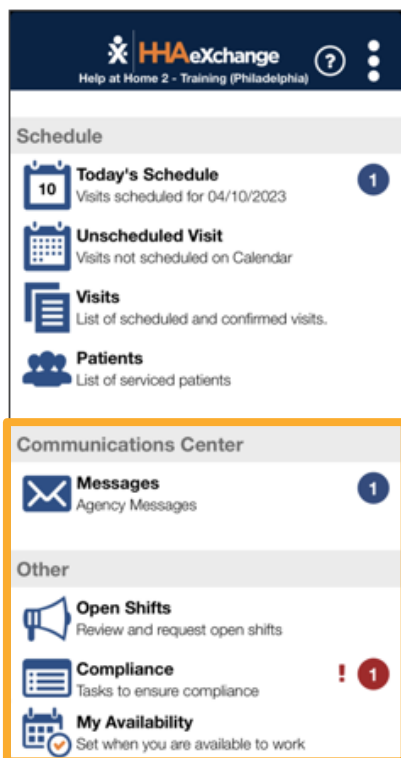 HHAeXchange
?
Help at Home 2 - Training (Philadelphia)
Schedule
10
Today's Schedule
1
Visits scheduled for 04/10/2023
Unscheduled Visit
Visits not scheduled on Calendar
Visits
List of scheduled and confirmed visits.
Patients
List of serviced patients
Communications Center
Messages
1
Agency Messages
Other
Open Shifts
Review and request open shifts
Compliance
! 1
Tasks to ensure compliance
My Availability
Set when you are available to work